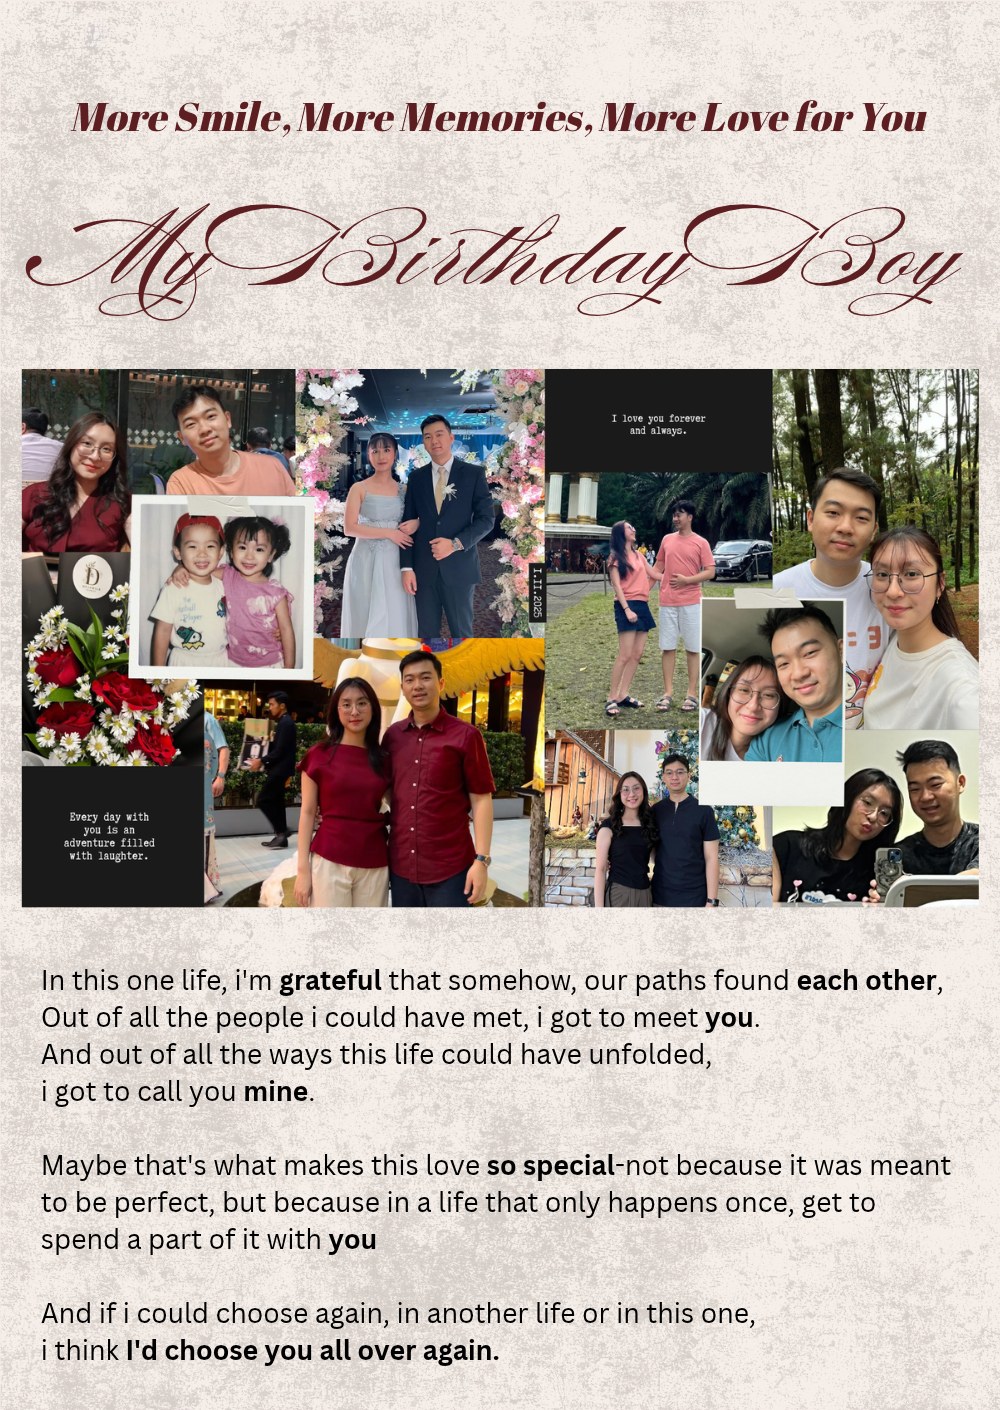 More Smile, More Memories, More Love for You
My Birthday Boy
I love you forever
and always.
D
1.11.2025
Every day with
you is an
adventure filled
with laughter.
In this one life, i'm grateful that somehow, our paths found each other,
Out of all the people i could have met, i got to meet you.
And out of all the ways this life could have unfolded,
i got to call you mine.
Maybe that's what makes this love so special-not because it was meant
to be perfect, but because in a life that only happens once, get to
spend a part of it with you
And if i could choose again, in another life or in this one,
i think I'd choose you all over again.